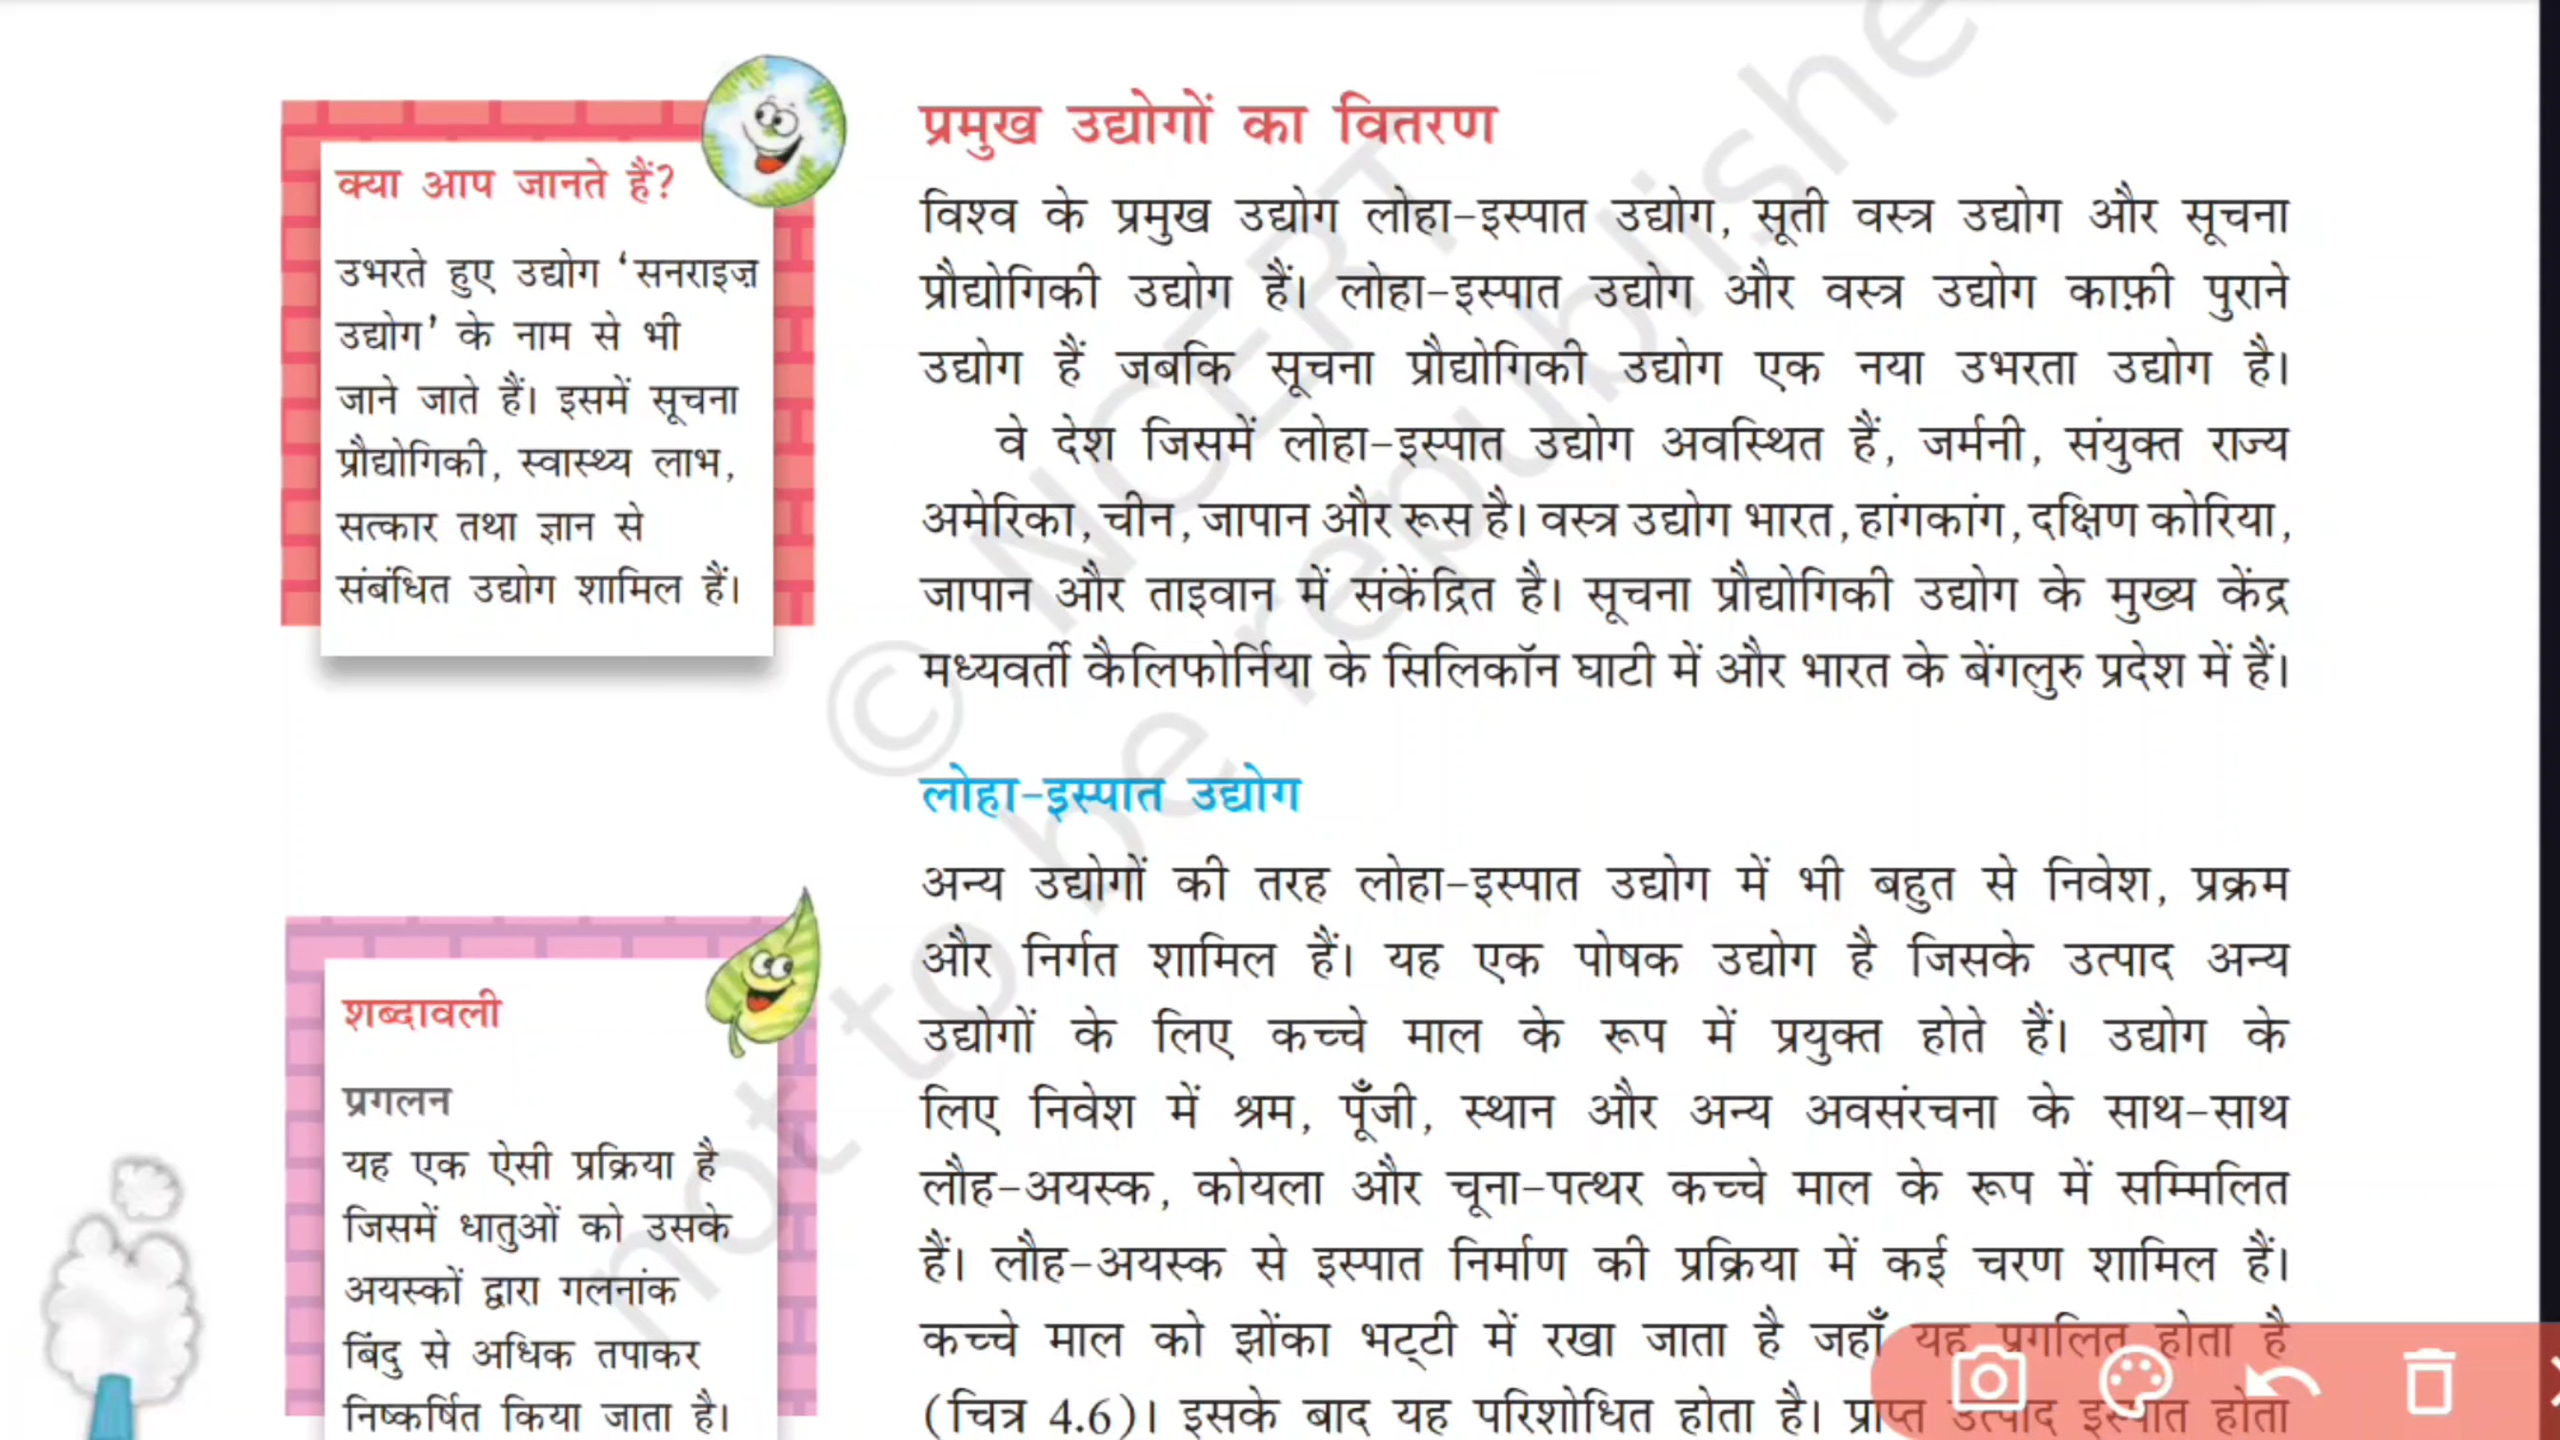 क्या आप जानते हैं?
उभरते हुए उद्योग ‘सनराइज़
उद्योग’ के नाम से भी
जाने जाते हैं। इसमें सूचना
प्रौद्योगिकी, स्वास्थ्य लाभ,
सत्कार तथा ज्ञान से
संबंधित उद्योग शामिल हैं।
शब्दावली
प्रगलन
यह एक ऐसी प्रक्रिया है
जिसमें धातुओं को उसके
अयस्कों द्वारा गलनांक
बिंदु से अधिक तपाकर
निष्कर्षित किया जाता है।
प्रमुख उद्योगों का वितरण
विश्व के प्रमुख उद्योग लोहा-इस्पात उद्योग, सूती वस्त्र उद्योग और सूचना
प्रौद्योगिकी उद्योग हैं। लोहा-इस्पात उद्योग और वस्त्र उद्योग काफ़ी पुराने
उद्योग हैं जबकि सूचना प्रौद्योगिकी उद्योग एक नया उभरता उद्योग है।
वे देश जिसमें लोहा-इस्पात उद्योग अवस्थित हैं, जर्मनी, संयुक्त राज्य
अमेरिका, चीन, जापान और रूस है। वस्त्र उद्योग भारत, हांगकांग, दक्षिण कोरिया,
जापान और ताइवान में संकेंद्रित है। सूचना प्रौद्योगिकी उद्योग के मुख्य केंद्र
मध्यवर्ती कैलिफोर्निया के सिलिकॉन घाटी में और भारत के बेंगलुरु प्रदेश में हैं।
लोहा-इस्पात उद्योग
अन्य उद्योगों की तरह लोहा-इस्पात उद्योग में भी बहुत से निवेश, प्रक्रम
और निर्गत शामिल हैं। यह एक पोषक उद्योग है जिसके उत्पाद अन्य
उद्योगों के लिए कच्चे माल के रूप में प्रयुक्त होते हैं। उद्योग के
लिए निवेश में श्रम, पूँजी, स्थान और अन्य अवसंरचना के साथ-साथ
लौह-अयस्क, कोयला और चूना-पत्थर कच्चे माल के रूप में सम्मिलित
हैं। लौह-अयस्क से इस्पात निर्माण की प्रक्रिया में कई चरण शामिल हैं।
कच्चे माल को झोंका भट्टी में रखा जाता है जहाँ यह प्रगलित होता है
(चित्र 4.6)। इसके बाद यह परिशोधित होता है। प्राप्त उत्पाद इस्पात होता
© NCERT
not to be republishe